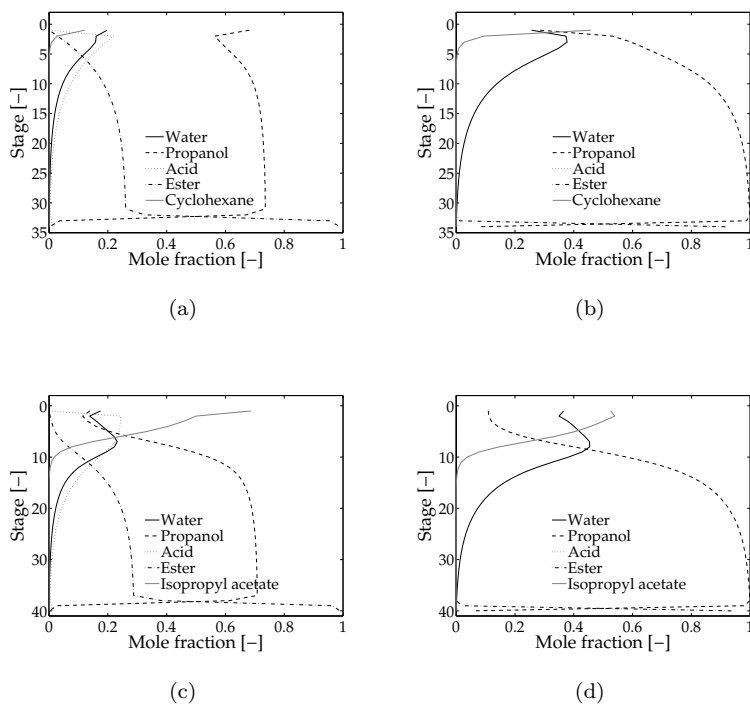 0
5
10
15
20
25
30
35
Stage [−]
Water
Propanol
Acid
Ester
Cyclohexane
0 0.2 0.4 0.6 0.8 1
Mole fraction [−]
(a)
0
5
10
15
20
25
30
35
Stage [−]
Water
Propanol
Acid
Ester
Cyclohexane
0 0.2 0.4 0.6 0.8 1
Mole fraction [−]
(b)
0
10
20
30
40
Stage [−]
Water
Propanol
Acid
Ester
Isopropyl acetate
0 0.2 0.4 0.6 0.8 1
Mole fraction [−]
(c)
0
10
20
30
40
Stage [−]
Water
Propanol
Acid
Ester
Isopropyl acetate
0 0.2 0.4 0.6 0.8 1
Mole fraction [−]
(d)